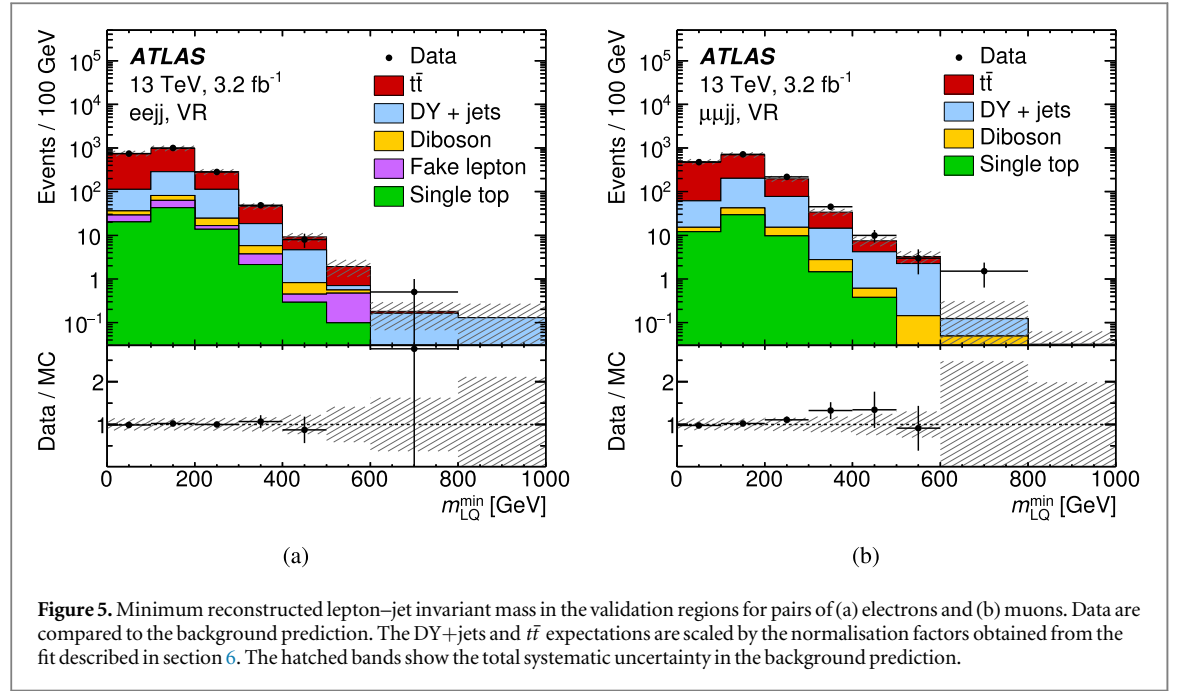 Events / 100 GeV
10⁵
10⁴
10³
10²
10
1
10⁻¹
ATLAS
13 TeV, 3.2 fb⁻¹
eejj, VR
Data
tt̄
DY + jets
Diboson
Fake lepton
Single top
Data / MC
2
1
0 200 400 600 800 1000
m_LQ^min [GeV]
(a)
Events / 100 GeV
10⁵
10⁴
10³
10²
10
1
10⁻¹
ATLAS
13 TeV, 3.2 fb⁻¹
μμjj, VR
Data
tt̄
DY + jets
Diboson
Single top
Data / MC
2
1
0 200 400 600 800 1000
m_LQ^min [GeV]
(b)
Figure 5. Minimum reconstructed lepton–jet invariant mass in the validation regions for pairs of (a) electrons and (b) muons. Data are
compared to the background prediction. The DY+jets and tt̄ expectations are scaled by the normalisation factors obtained from the
fit described in section 6. The hatched bands show the total systematic uncertainty in the background prediction.